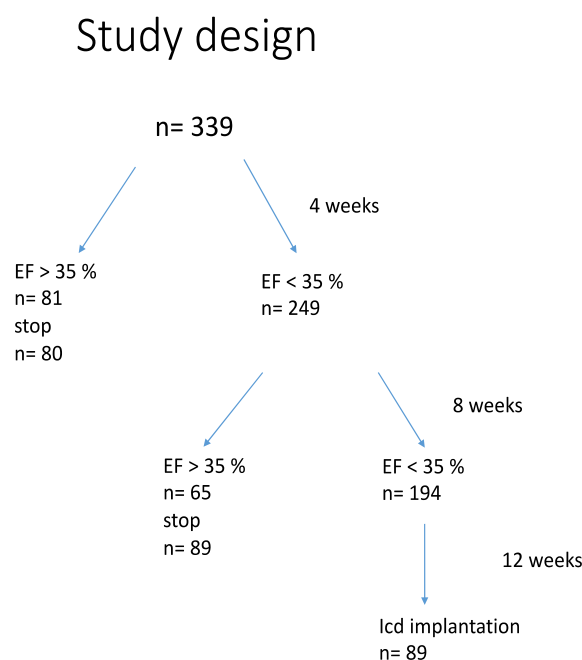 Study design
n= 339
4 weeks
EF > 35 %
n= 81
stop
n= 80
EF < 35 %
n= 249
8 weeks
EF > 35 %
n= 65
stop
n= 89
EF < 35 %
n= 194
12 weeks
Icd implantation
n= 89